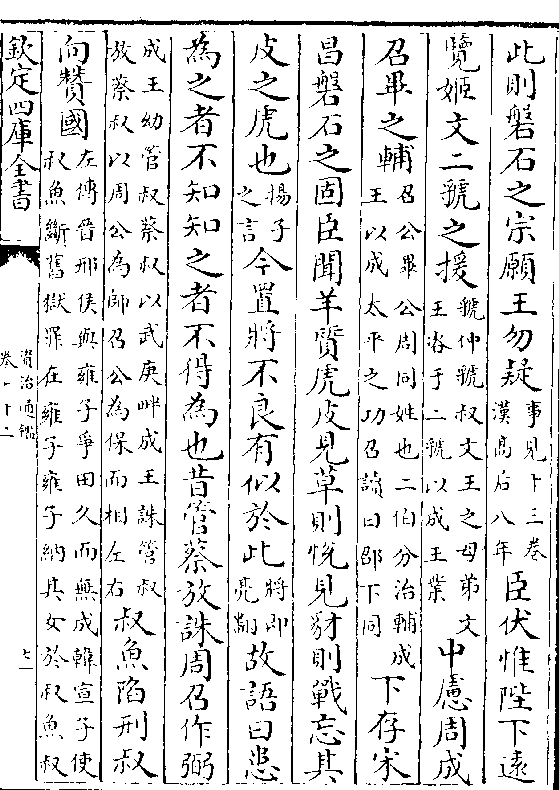 此則磐石之宗願王勿疑事見十三卷漢高后八年臣伏惟陛下遠
覽姬文二虢之援虢仲虢叔文王之母弟文王咨于二虢以成王業中慮周成
召畢之輔召公畢公周同姓也二伯分治輔成王以成太平之功召讀曰邵下同下存宋
昌磐石之固臣聞羊質虎皮見草則悅見豺則戰忘其
皮之虎也揚子之言今置將不良有似於此將即亮翻故語曰患
為之者不知知之者不得為也昔管蔡放誅周召作弼
成王幼管叔蔡叔以武庚畔成王誅管叔放蔡叔以周公為師召公為保而相左右叔魚陷刑叔
向贊國左傳晉邢侯與雍子爭田久而無成韓宣子使叔魚斷舊獄罪在雍子雍子納其女於叔魚叔
欽定四庫全書
資治通鑑
卷七十二